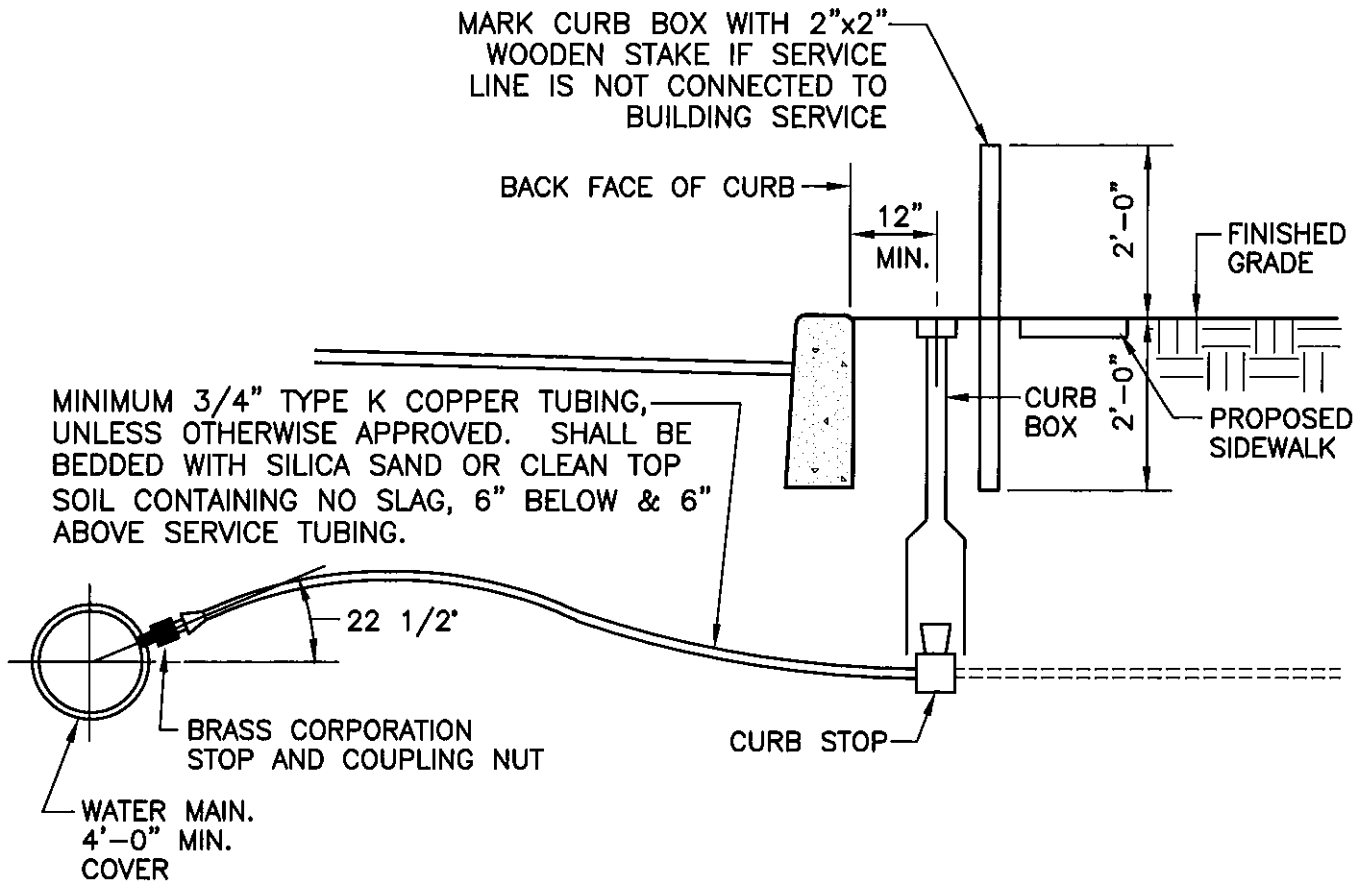 MARK CURB BOX WITH 2"x2"
WOODEN STAKE IF SERVICE
LINE IS NOT CONNECTED TO
BUILDING SERVICE
BACK FACE OF CURB
12"
MIN.
2'-0"
FINISHED
GRADE
2'-0"
CURB
BOX
PROPOSED
SIDEWALK
MINIMUM 3/4" TYPE K COPPER TUBING,
UNLESS OTHERWISE APPROVED. SHALL BE
BEDDED WITH SILICA SAND OR CLEAN TOP
SOIL CONTAINING NO SLAG, 6" BELOW & 6"
ABOVE SERVICE TUBING.
22 1/2°
BRASS CORPORATION
STOP AND COUPLING NUT
CURB STOP
WATER MAIN.
4'-0" MIN.
COVER